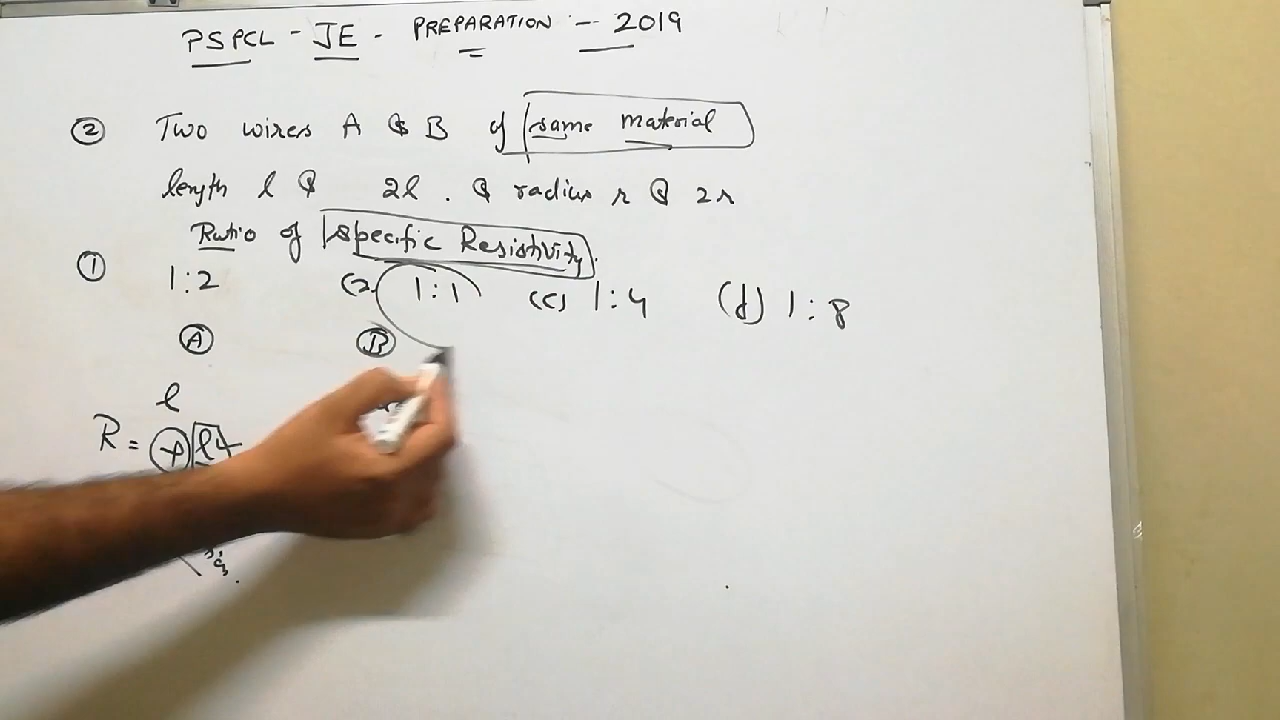 PSPCL - JE - PREPARATION - 2019
② Two wires A & B of same material
length l & 2l . & radius r & 2r
Ratio of specific Resistivity.
① 1:2 (2) 1:1 (c) 1:4 (d) 1:8
Ⓐ Ⓑ
l
R = ρ l